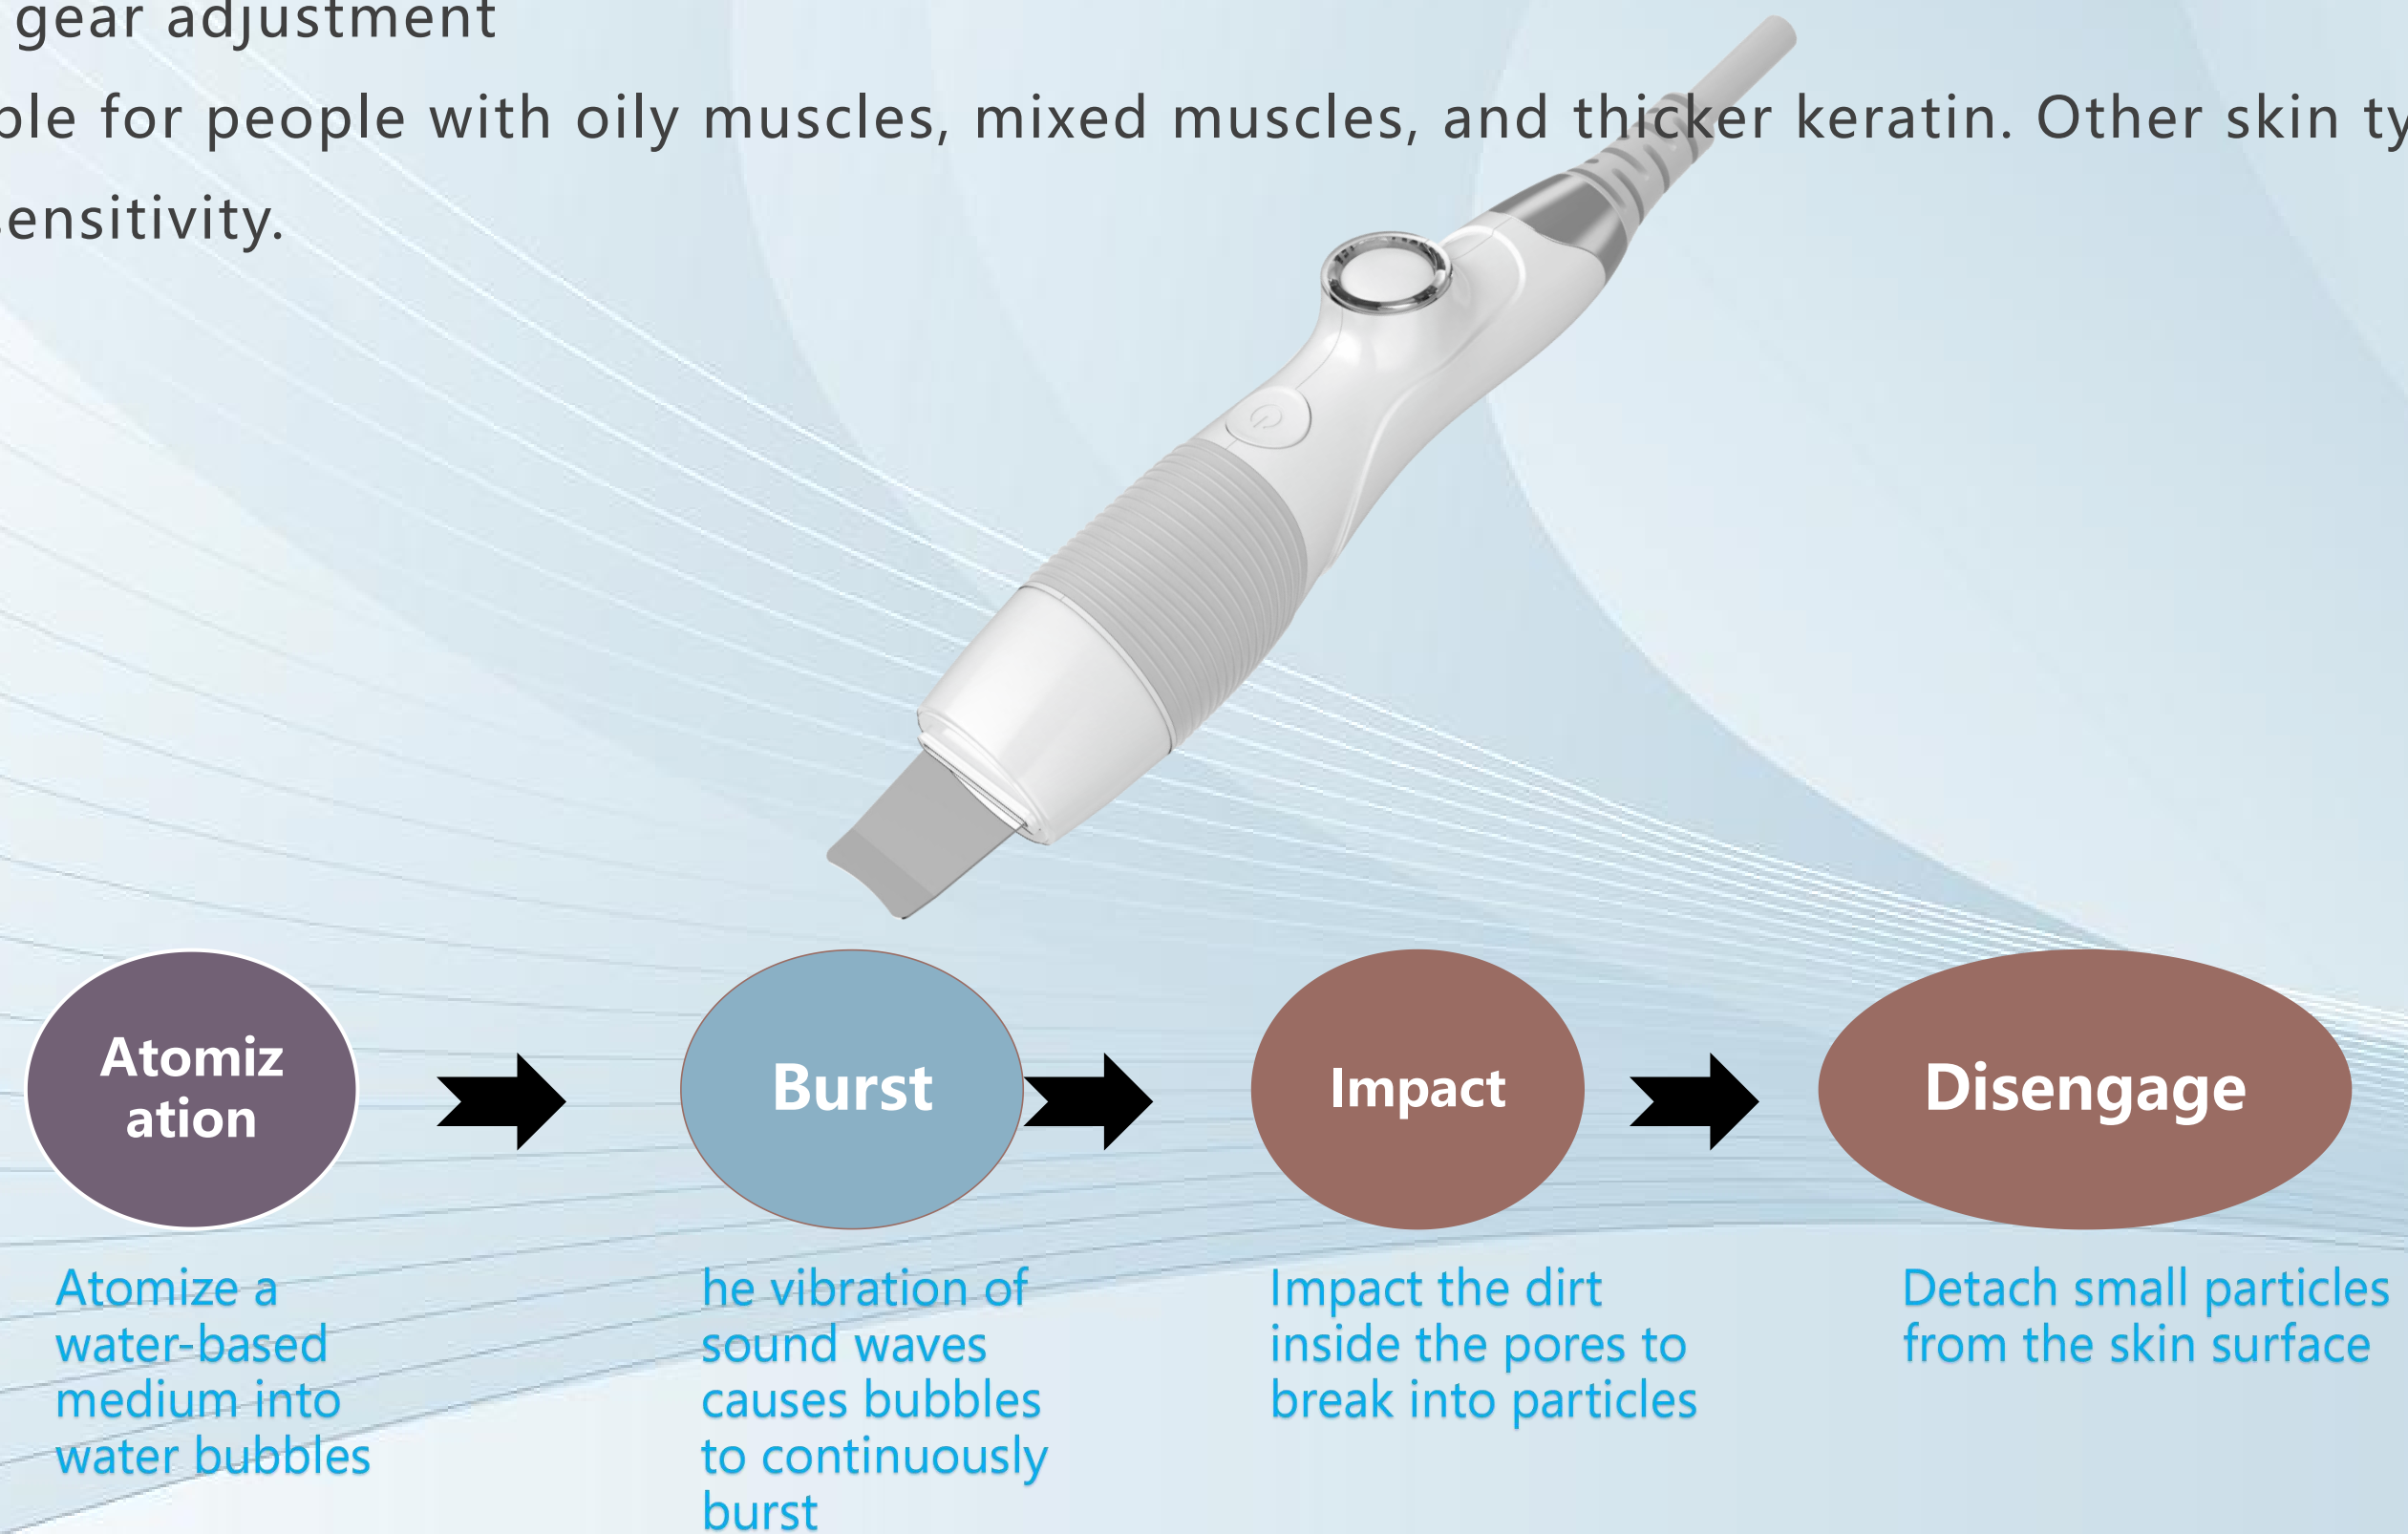 gear adjustment
ble for people with oily muscles, mixed muscles, and thicker keratin. Other skin ty
sensitivity.
Atomiz
ation
Burst
Impact
Disengage
Atomize a
water-based
medium into
water bubbles
he vibration of
sound waves
causes bubbles
to continuously
burst
Impact the dirt
inside the pores to
break into particles
Detach small particles
from the skin surface